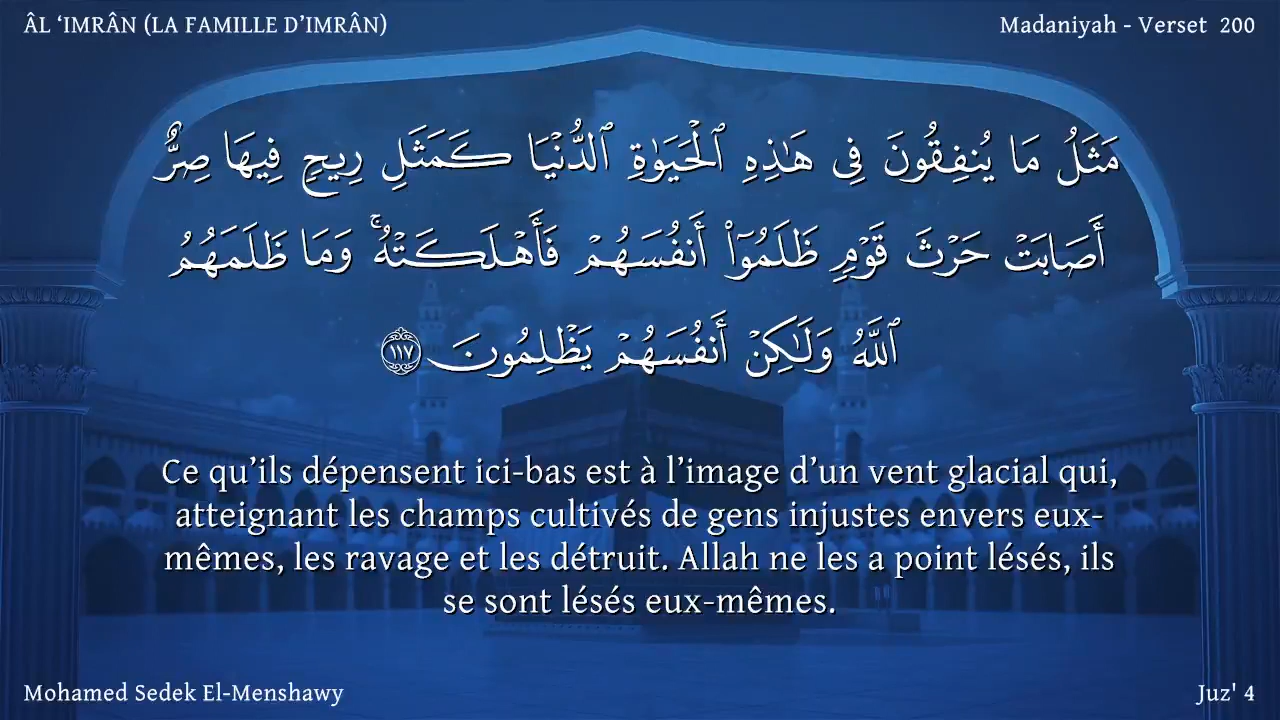 ÂL ‘IMRÂN (LA FAMILLE D’IMRÂN)
Madaniyah - Verset 200
مَثَلُ مَا يُنفِقُونَ فِى هَٰذِهِ ٱلْحَيَوٰةِ ٱلدُّنْيَا كَمَثَلِ رِيحٍ فِيهَا صِرٌّ
أَصَابَتْ حَرْثَ قَوْمٍ ظَلَمُوٓا۟ أَنفُسَهُمْ فَأَهْلَكَتْهُ ۚ وَمَا ظَلَمَهُمُ
ٱللَّهُ وَلَٰكِنْ أَنفُسَهُمْ يَظْلِمُونَ ١١٧
Ce qu’ils dépensent ici-bas est à l’image d’un vent glacial qui,
atteignant les champs cultivés de gens injustes envers eux-
mêmes, les ravage et les détruit. Allah ne les a point lésés, ils
se sont lésés eux-mêmes.
Mohamed Sedek El-Menshawy
Juz' 4